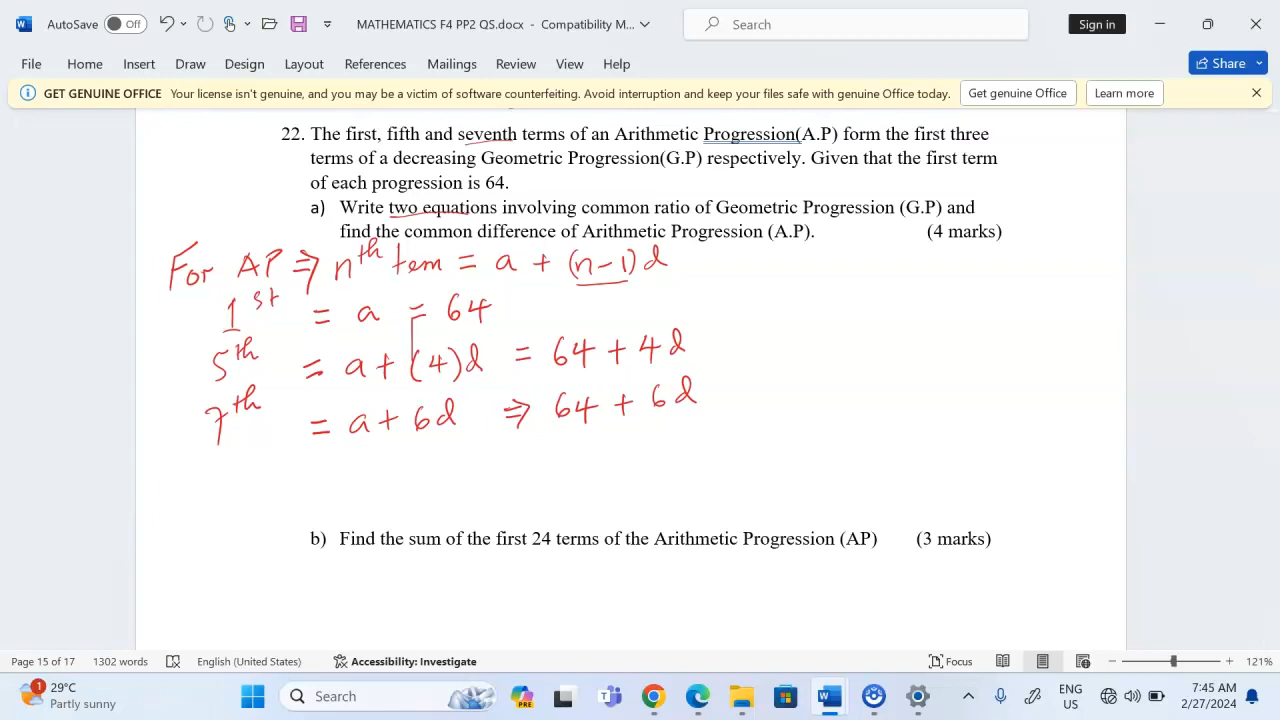 AutoSave Off MATHEMATICS F4 PP2 QS.docx - Compatibility M... Search Sign in
File Home Insert Draw Design Layout References Mailings Review View Help Share
GET GENUINE OFFICE Your license isn't genuine, and you may be a victim of software counterfeiting. Avoid interruption and keep your files safe with genuine Office today. Get genuine Office Learn more
22. The first, fifth and seventh terms of an Arithmetic Progression(A.P) form the first three
terms of a decreasing Geometric Progression(G.P) respectively. Given that the first term
of each progression is 64.
a) Write two equations involving common ratio of Geometric Progression (G.P) and
find the common difference of Arithmetic Progression (A.P). (4 marks)
For AP ⇒ nth tem = a + (n-1)d
1st = a = 64
5th = a + (4)d = 64 + 4d
7th = a + 6d ⇒ 64 + 6d
b) Find the sum of the first 24 terms of the Arithmetic Progression (AP) (3 marks)
Page 15 of 17 1302 words English (United States) Accessibility: Investigate Focus 121%
1 29°C Partly sunny Search PRE ENG US 7:45 AM 2/27/2024